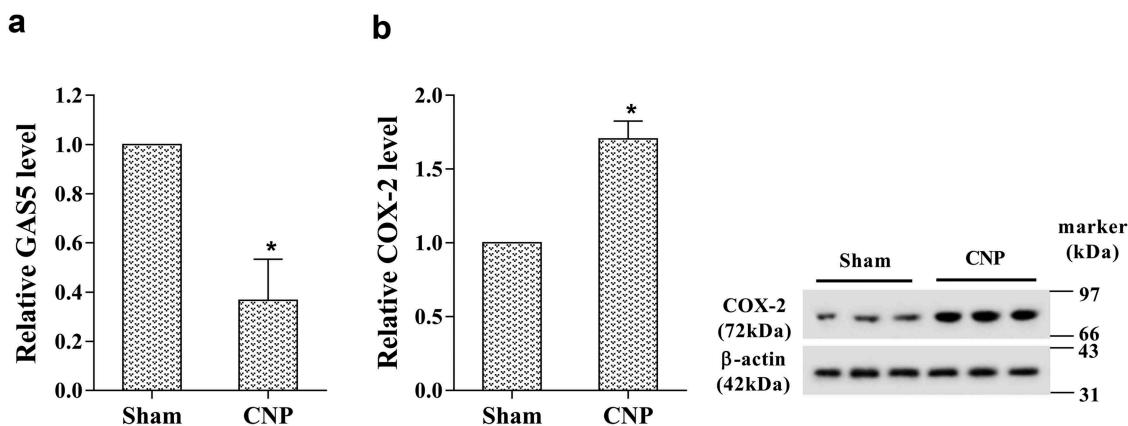 a
Relative GAS5 level
1.2
1.0
0.8
0.6
0.4
0.2
0.0
*
Sham CNP
b
Relative COX-2 level
2.0
1.5
1.0
0.5
0.0
*
Sham CNP
marker
(kDa)
Sham CNP
COX-2
(72kDa)
97
66
β-actin
(42kDa)
43
31